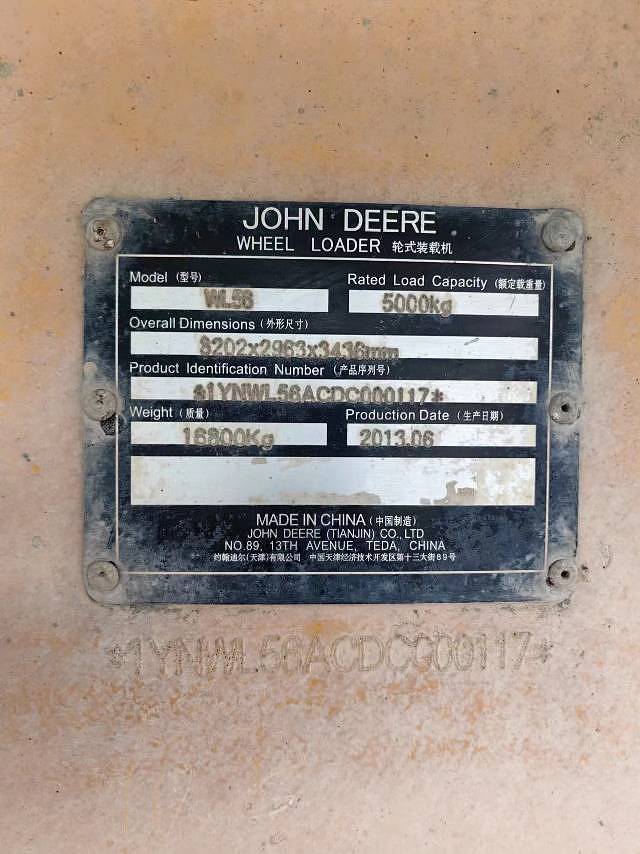 JOHN DEERE
WHEEL LOADER 轮式装载机
Model (型号) Rated Load Capacity (额定载重量)
WL56 5000kg
Overall Dimensions (外形尺寸)
8202x2963x3436mm
Product Identification Number (产品序列号)
*1YNWL56ACDC000117*
Weight (质量) Production Date (生产日期)
16800Kg 2013.06
MADE IN CHINA (中国制造)
JOHN DEERE (TIANJIN) CO., LTD
NO.89, 13TH AVENUE, TEDA, CHINA
约翰迪尔(天津)有限公司 中国天津经济技术开发区第十三大街89号
*1YNWL56ACDC000117*